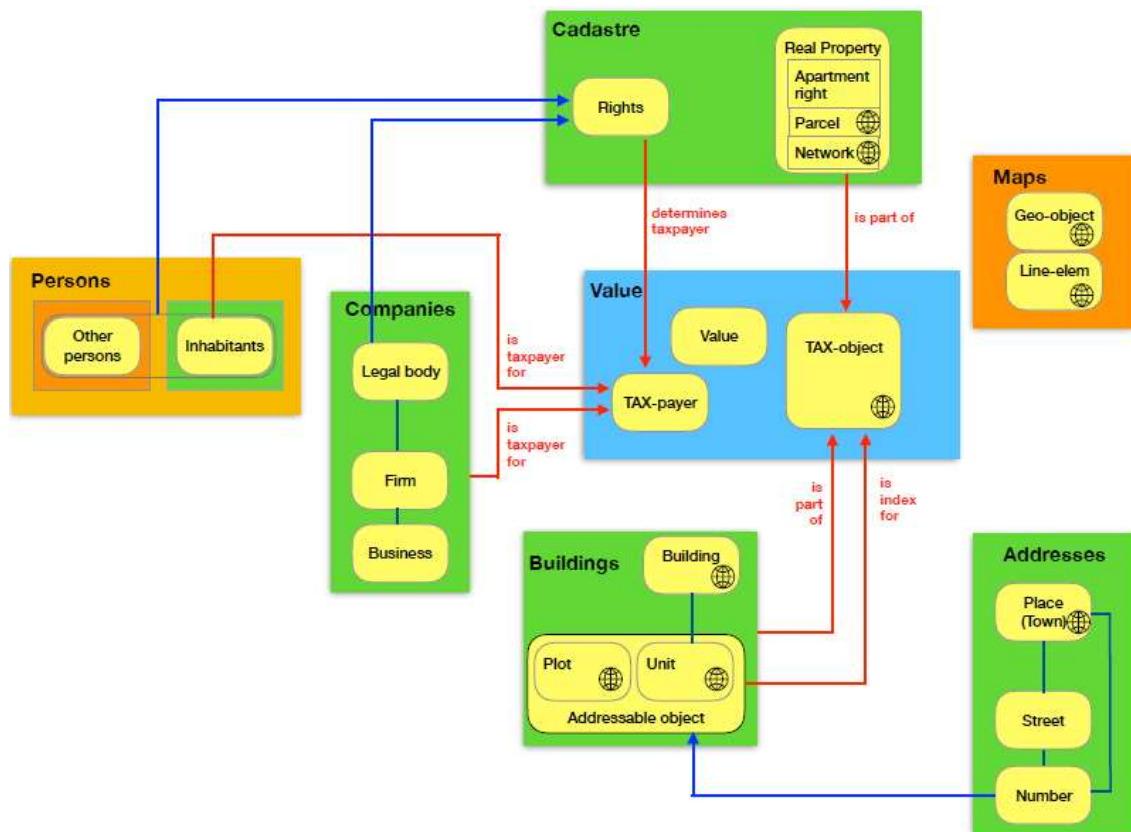 Cadastre
Real Property
Apartment
right
Parcel
Network
Rights
Maps
Geo-object
Line-elem
determines
taxpayer
is part of
Persons
Other
persons
Inhabitants
Companies
Legal body
Firm
Business
is
taxpayer
for
is
taxpayer
for
Value
Value
TAX-object
TAX-payer
is
part
of
is
index
for
Buildings
Building
Plot
Unit
Addressable object
Addresses
Place
(Town)
Street
Number